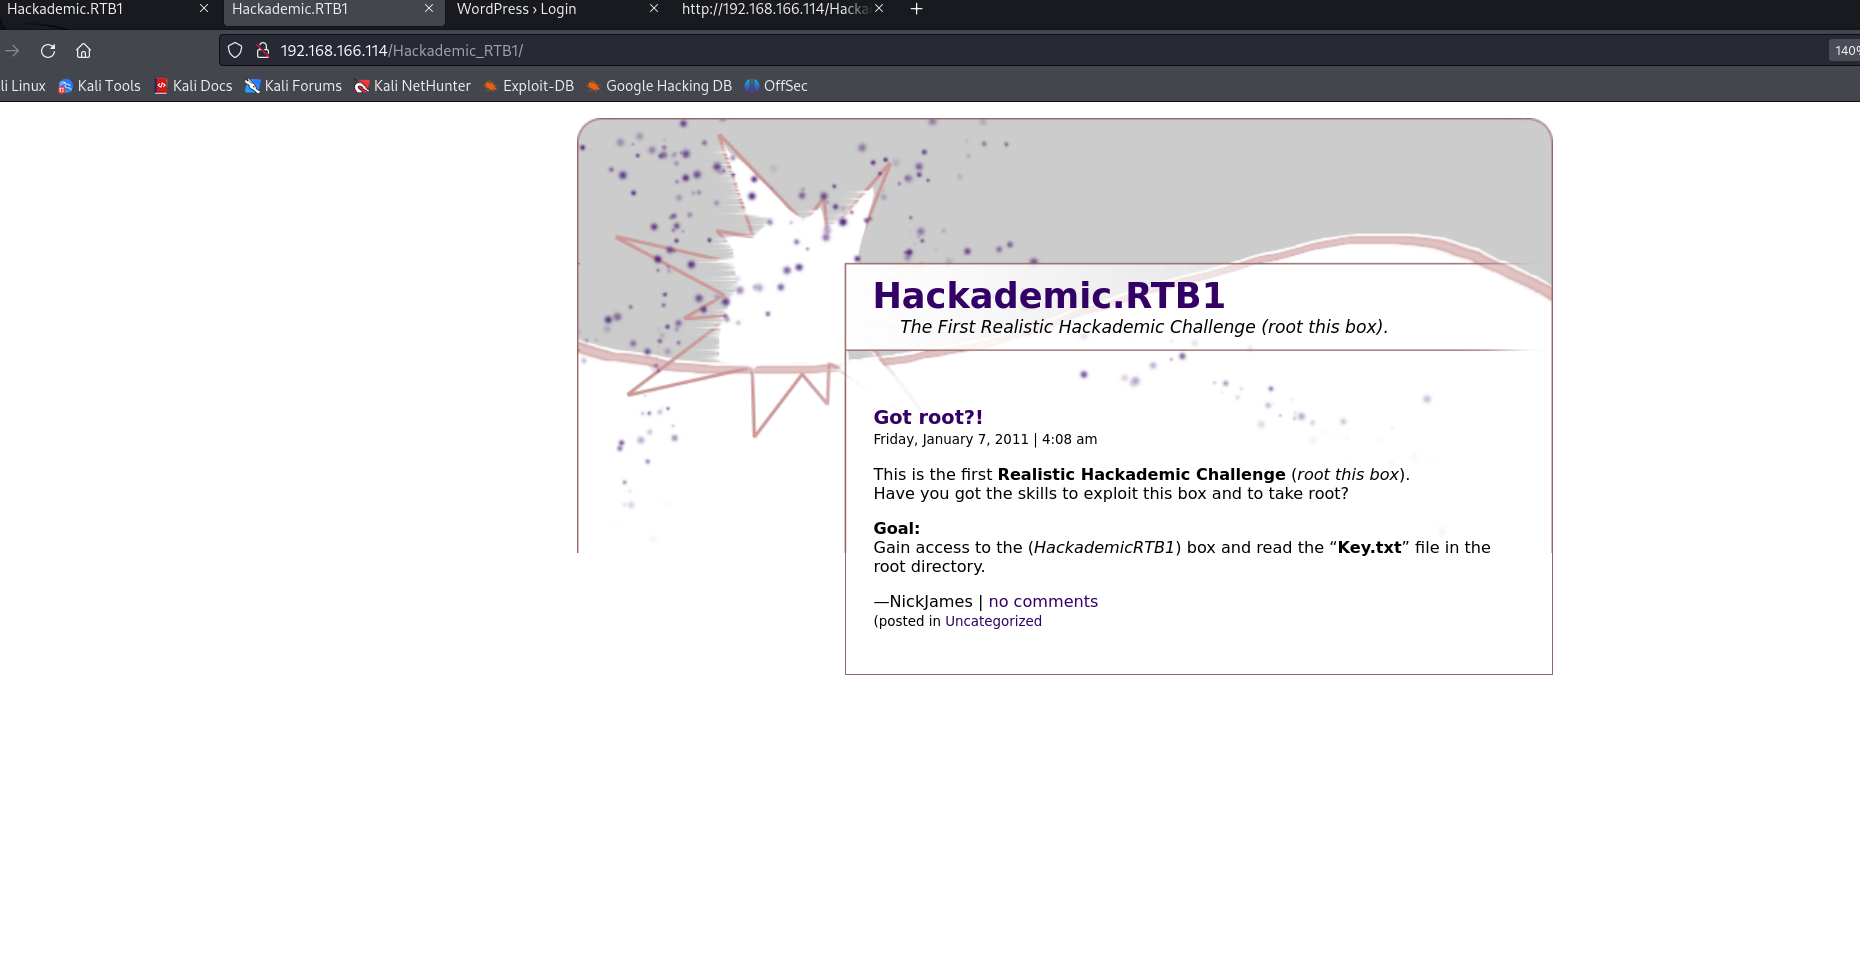 Hackademic.RTB1
Hackademic.RTB1
WordPress › Login
http://192.168.166.114/Hacka
192.168.166.114/Hackademic_RTB1/
140%
li Linux
Kali Tools
Kali Docs
Kali Forums
Kali NetHunter
Exploit-DB
Google Hacking DB
OffSec
Hackademic.RTB1
The First Realistic Hackademic Challenge (root this box).
Got root?!
Friday, January 7, 2011 | 4:08 am
This is the first Realistic Hackademic Challenge (root this box).
Have you got the skills to exploit this box and to take root?
Goal:
Gain access to the (HackademicRTB1) box and read the “Key.txt” file in the
root directory.
—NickJames | no comments
(posted in Uncategorized